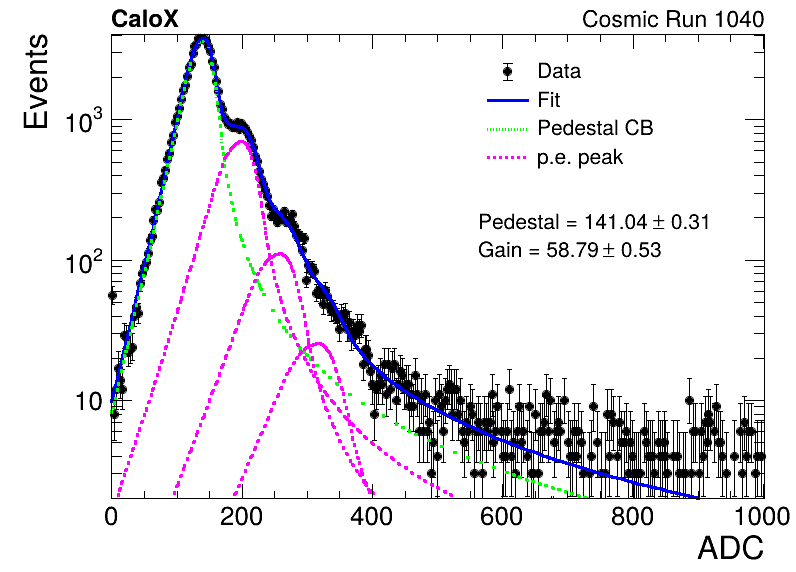 CaloX Cosmic Run 1040
Events
Data
Fit
Pedestal CB
p.e. peak
Pedestal = 141.04 ± 0.31
Gain = 58.79 ± 0.53
10³
10²
10
0 200 400 600 800 1000
ADC